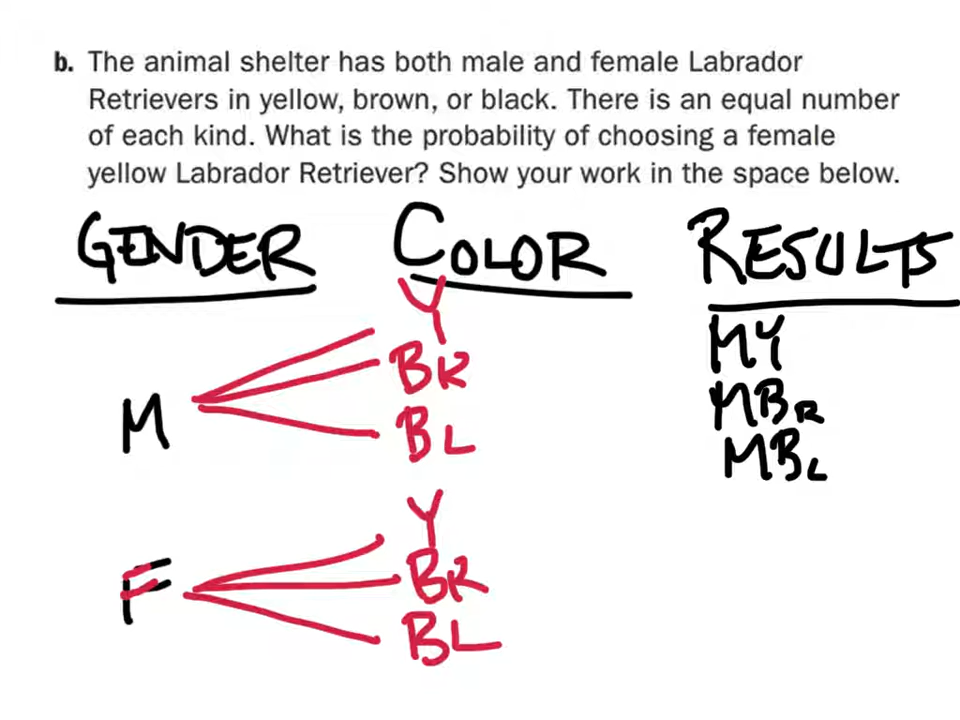 b. The animal shelter has both male and female Labrador
Retrievers in yellow, brown, or black. There is an equal number
of each kind. What is the probability of choosing a female
yellow Labrador Retriever? Show your work in the space below.
GENDER COLOR RESULTS
Y
MY
BR
MBR
M
BL
MBL
Y
F
BR
BL